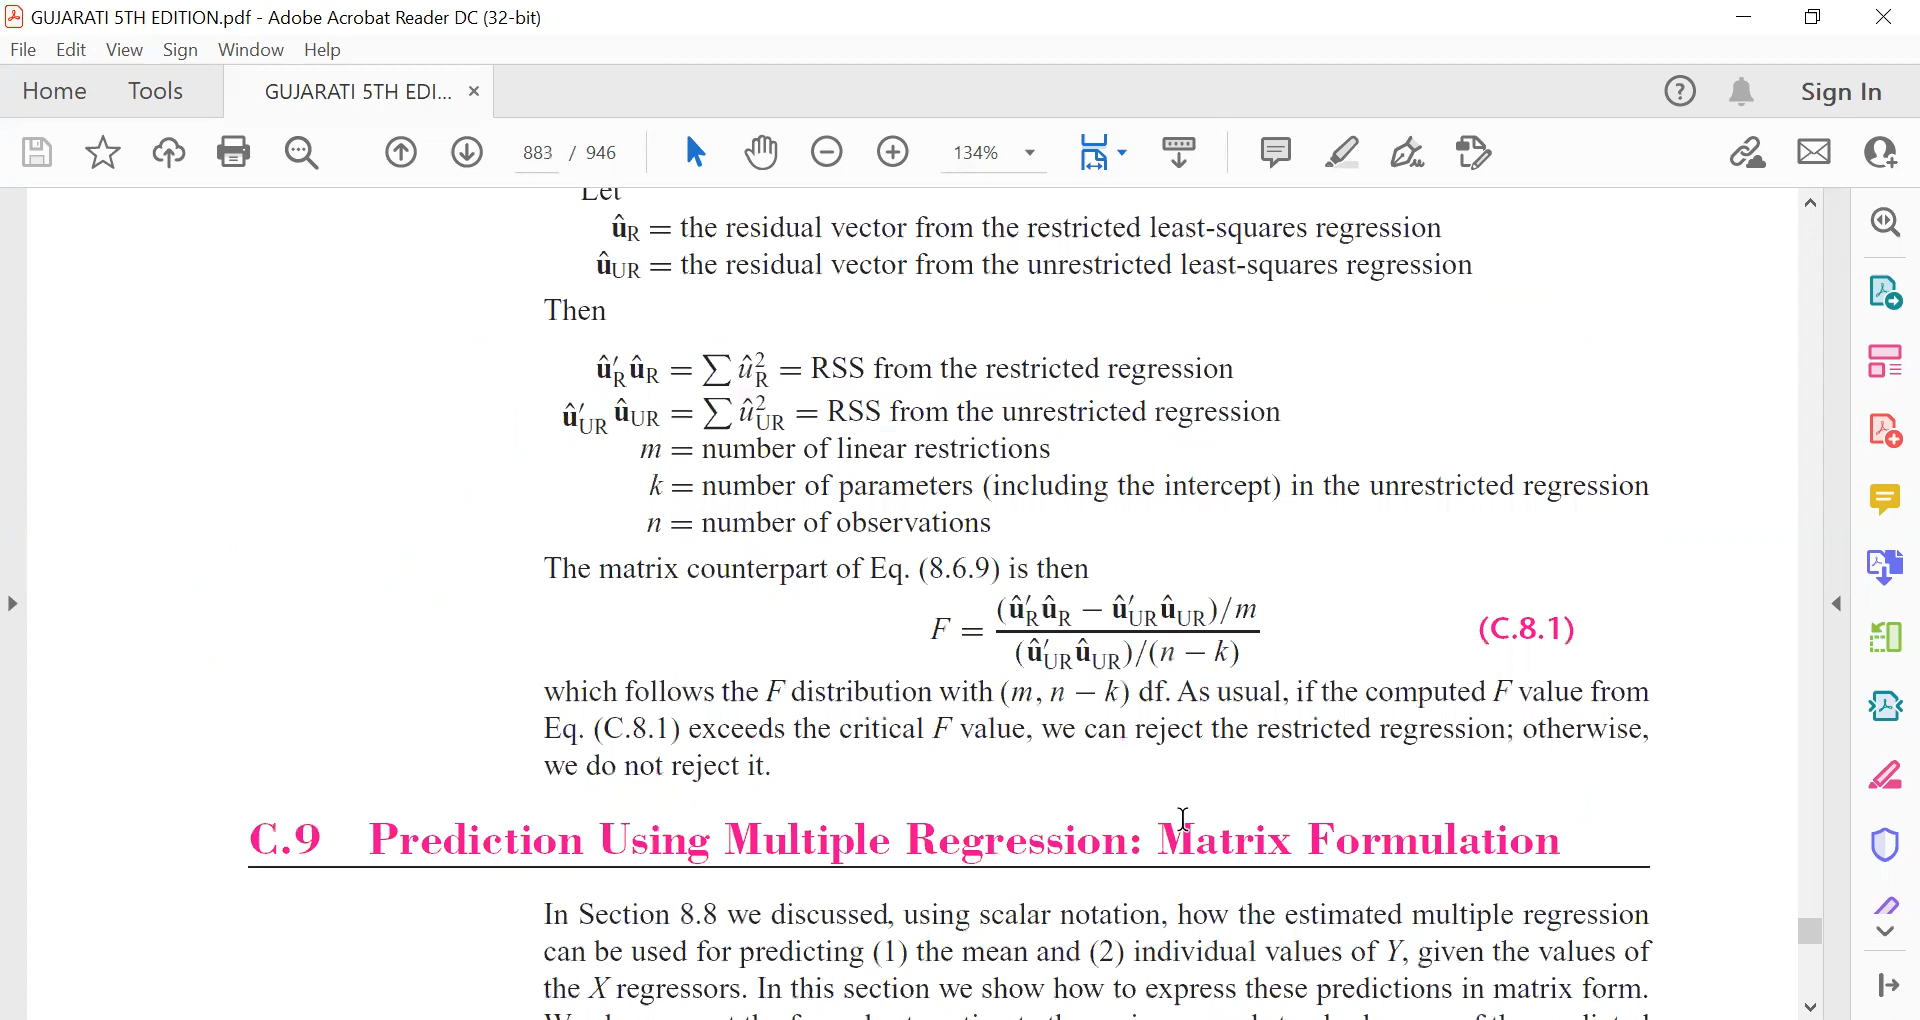 GUJARATI 5TH EDITION.pdf - Adobe Acrobat Reader DC (32-bit)
File Edit View Sign Window Help
Home Tools GUJARATI 5TH EDI... × Sign In
883 / 946 134%
Let
û_R = the residual vector from the restricted least-squares regression
û_UR = the residual vector from the unrestricted least-squares regression
Then
û′_R û_R = ∑ û²_R = RSS from the restricted regression
û′_UR û_UR = ∑ û²_UR = RSS from the unrestricted regression
m = number of linear restrictions
k = number of parameters (including the intercept) in the unrestricted regression
n = number of observations
The matrix counterpart of Eq. (8.6.9) is then
F = (û′_R û_R − û′_UR û_UR)/m / (û′_UR û_UR)/(n − k) (C.8.1)
which follows the F distribution with (m, n − k) df. As usual, if the computed F value from
Eq. (C.8.1) exceeds the critical F value, we can reject the restricted regression; otherwise,
we do not reject it.
C.9 Prediction Using Multiple Regression: Matrix Formulation
In Section 8.8 we discussed, using scalar notation, how the estimated multiple regression
can be used for predicting (1) the mean and (2) individual values of Y, given the values of
the X regressors. In this section we show how to express these predictions in matrix form.